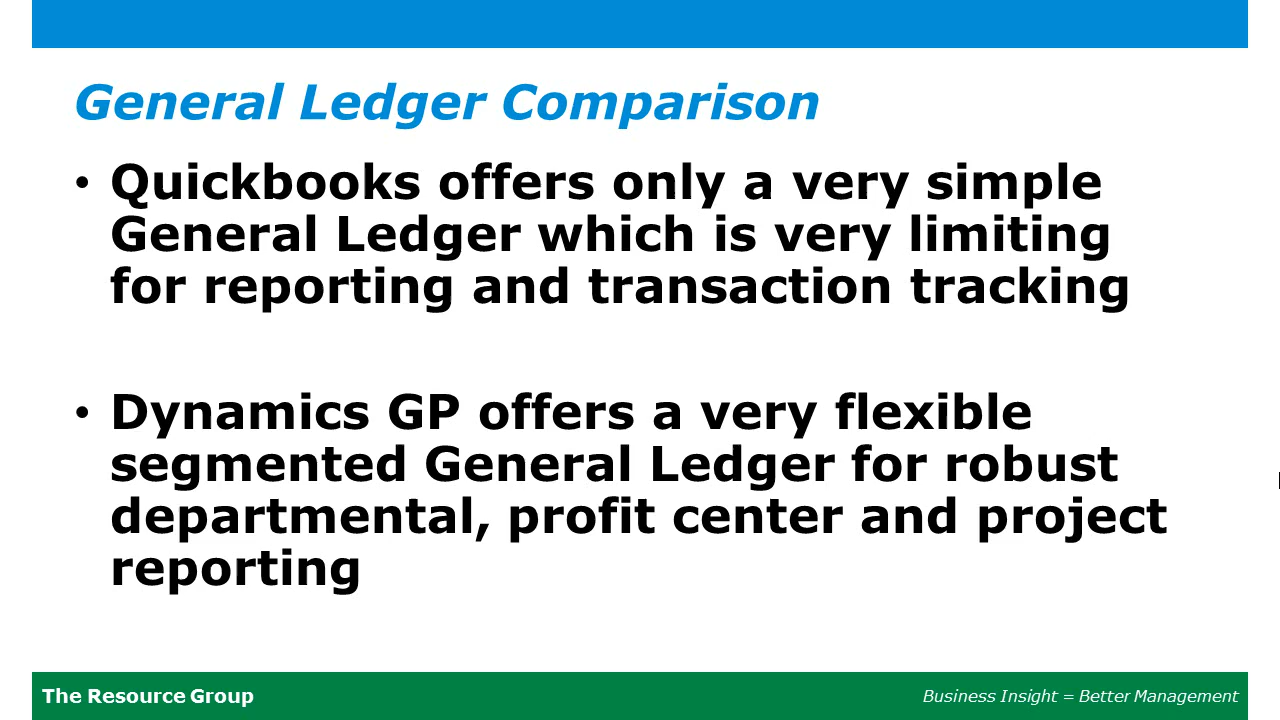 General Ledger Comparison
• Quickbooks offers only a very simple
General Ledger which is very limiting
for reporting and transaction tracking
• Dynamics GP offers a very flexible
segmented General Ledger for robust
departmental, profit center and project
reporting
The Resource Group
Business Insight = Better Management